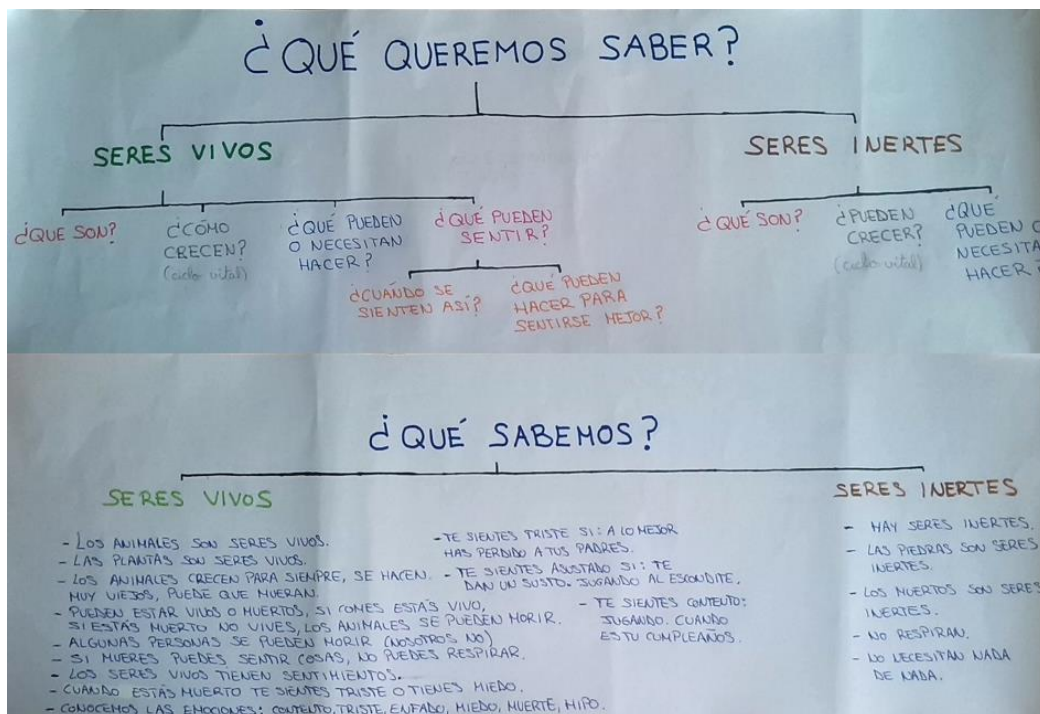 ¿QUÉ QUEREMOS SABER?
SERES VIVOS
¿QUÉ SON?
¿CÓMO
CRECEN?
(ciclo vital)
¿QUÉ PUEDEN
O NECESITAN
HACER?
¿QUÉ PUEDEN
SENTIR?
¿CUÁNDO SE
SIENTEN ASÍ?
¿QUÉ PUEDEN
HACER PARA
SENTIRSE MEJOR?
SERES INERTES
¿QUÉ SON?
¿PUEDEN
CRECER?
(ciclo vital)
¿QUÉ
PUEDEN O
NECESITA
HACER?
¿QUÉ SABEMOS?
SERES VIVOS
- LOS ANIMALES SON SERES VIVOS.
- LAS PLANTAS SON SERES VIVOS.
- LOS ANIMALES CRECEN PARA SIEMPRE, SE HACEN.
MUY VIEJOS, PUEDE QUE MUERAN.
- PUEDEN ESTAR VIVOS O MUERTOS, SI COMES ESTÁS VIVO,
SI ESTÁS MUERTO NO VIVES, LOS ANIMALES SE PUEDEN MORIR.
- ALGUNAS PERSONAS SE PUEDEN MORIR (NOSOTROS NO)
- SI MUERES PUEDES SENTIR COSAS, NO PUEDES RESPIRAR.
- LOS SERES VIVOS TIENEN SENTIMIENTOS.
- CUANDO ESTÁS MUERTO TE SIENTES TRISTE O TIENES MIEDO.
- CONOCEMOS LAS EMOCIONES: CONTENTO, TRISTE, ENFADO, MIEDO, MUERTE, HIPO.
- TE SIENTES TRISTE SI: A LO MEJOR
HAS PERDIDO A TUS PADRES.
- TE SIENTES ASUSTADO SI: TE
DAN UN SUSTO. JUGANDO AL ESCONDITE.
- TE SIENTES CONTENTO:
JUGANDO. CUANDO
ES TU CUMPLEAÑOS.
SERES INERTES
- HAY SERES INERTES.
- LAS PIEDRAS SON SERES
INERTES.
- LOS MUERTOS SON SERES
INERTES.
- NO RESPIRAN.
- NO NECESITAN NADA
DE NADA.